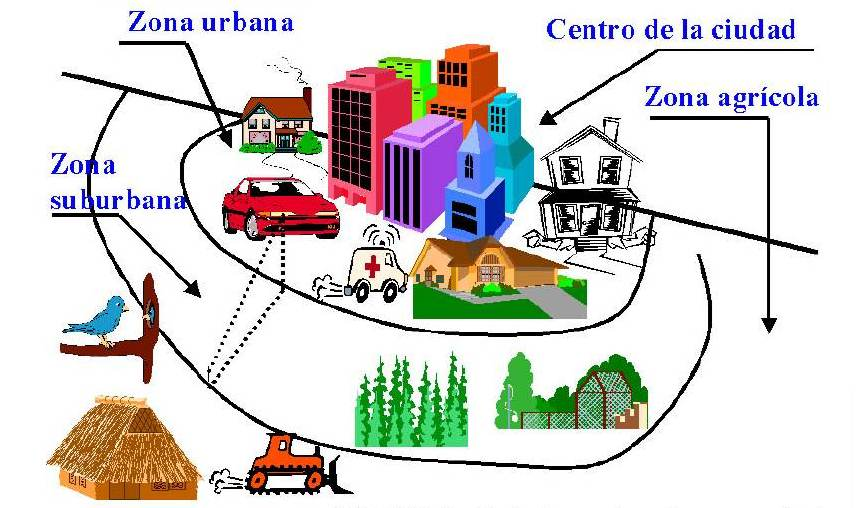 Zona urbana
Centro de la ciudad
Zona agrícola
Zona
suburbana